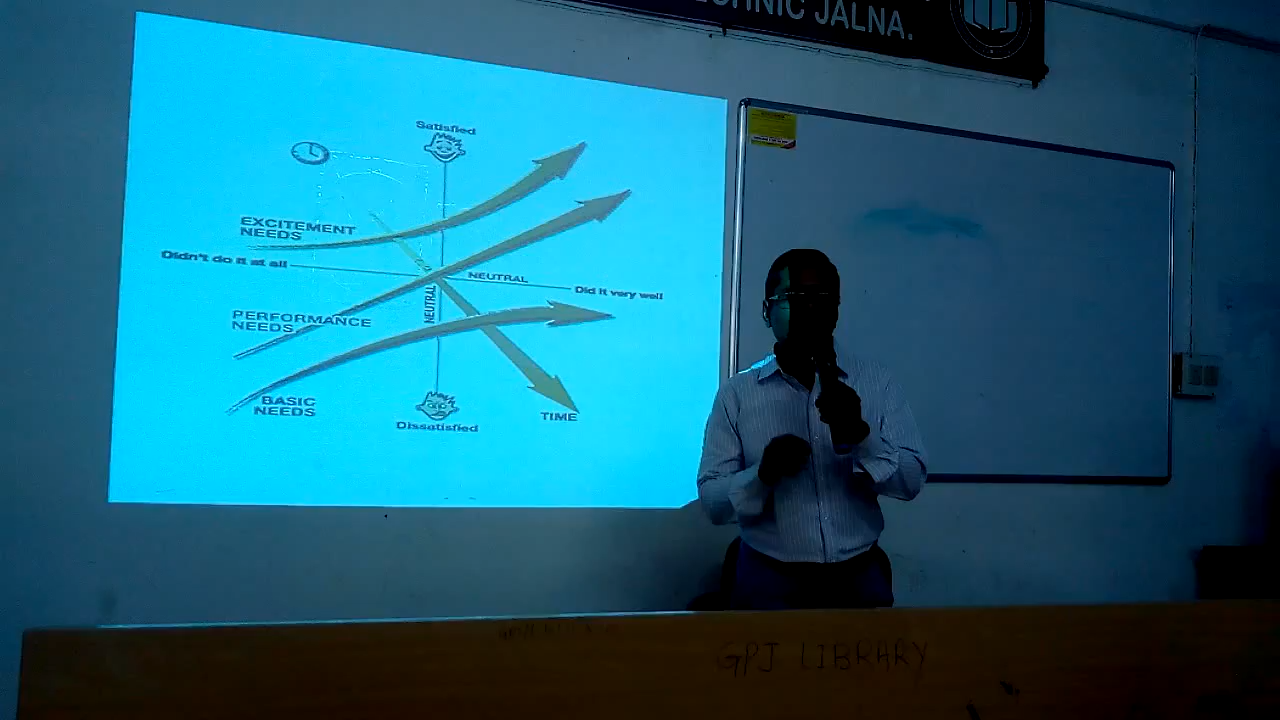 JALNA.
Satisfied
EXCITEMENT
NEEDS
Didn't do it at all
NEUTRAL
Did it very well
NEUTRAL
PERFORMANCE
NEEDS
BASIC
NEEDS
TIME
Dissatisfied
GPJ LIBRARY